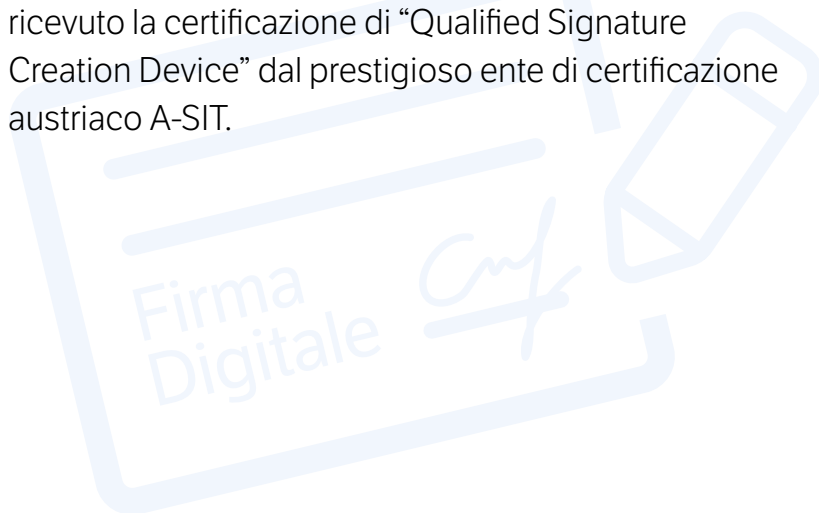 ricevuto la certificazione di “Qualified Signature
Creation Device” dal prestigioso ente di certificazione
austriaco A-SIT.
Firma
Digitale